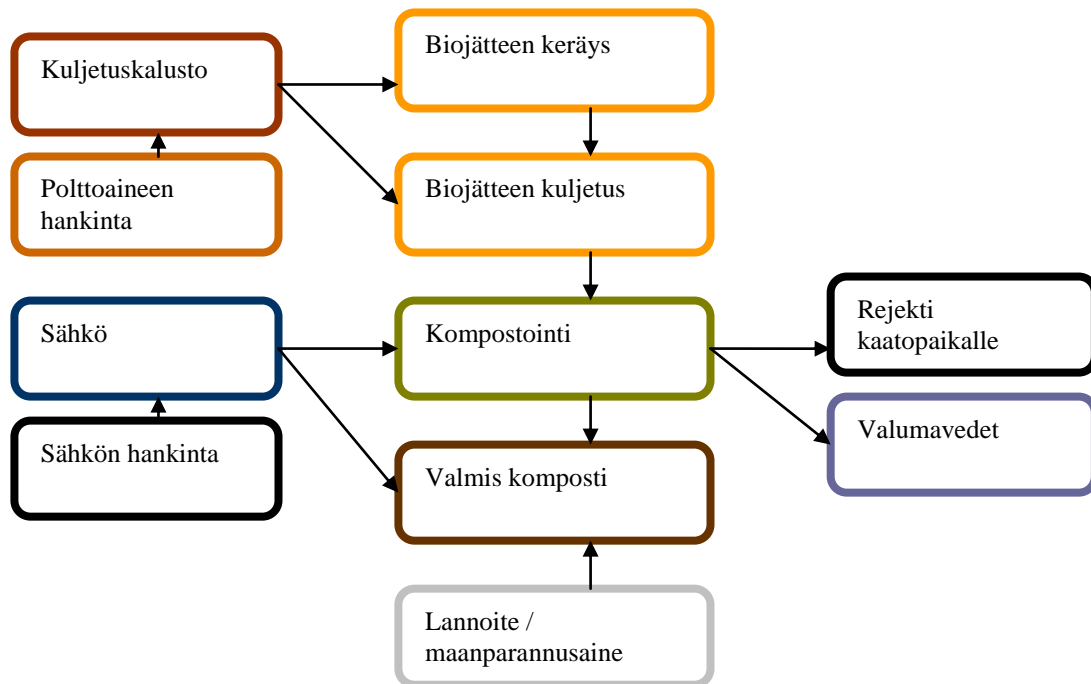 Kuljetuskalusto
Biojätteen keräys
Polttoaineen
hankinta
Biojätteen kuljetus
Sähkö
Kompostointi
Rejekti
kaatopaikalle
Sähkön hankinta
Valmis komposti
Valumavedet
Lannoite /
maanparannusaine